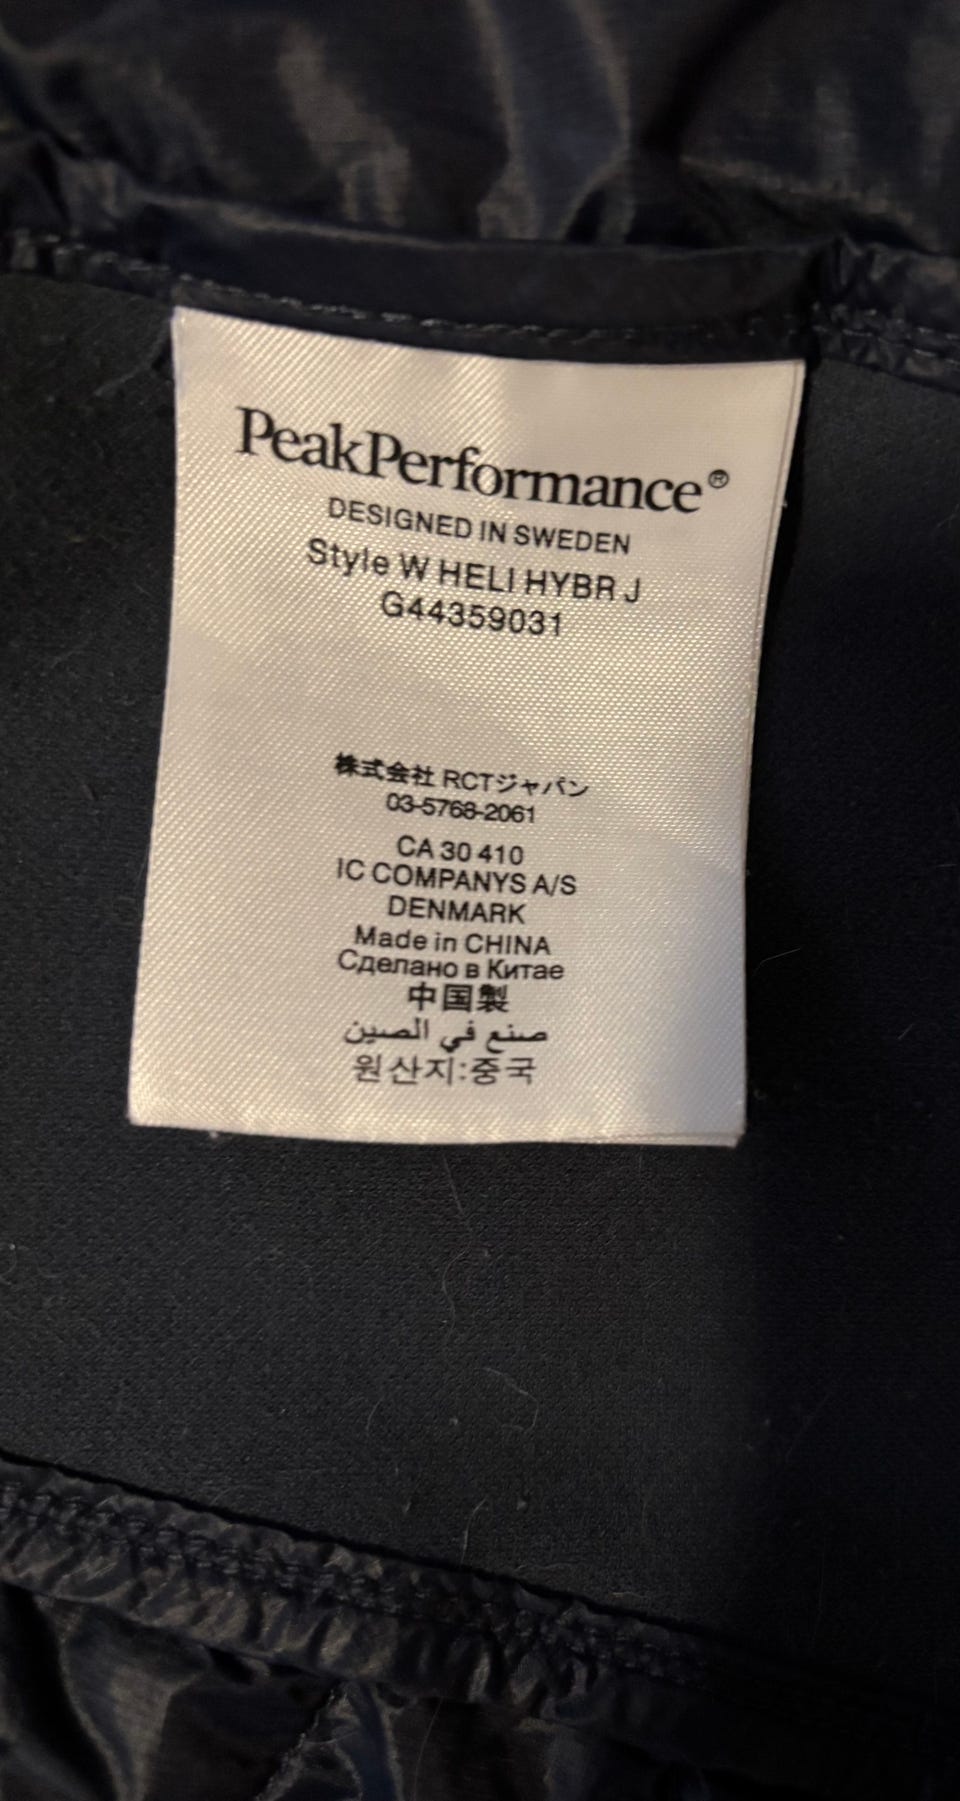 PeakPerformance®
DESIGNED IN SWEDEN
Style W HELI HYBR J
G44359031
株式会社 RCTジャパン
03-5768-2061
CA 30 410
IC COMPANYS A/S
DENMARK
Made in CHINA
Сделано в Китае
中国製
صنع في الصين
원산지:중국